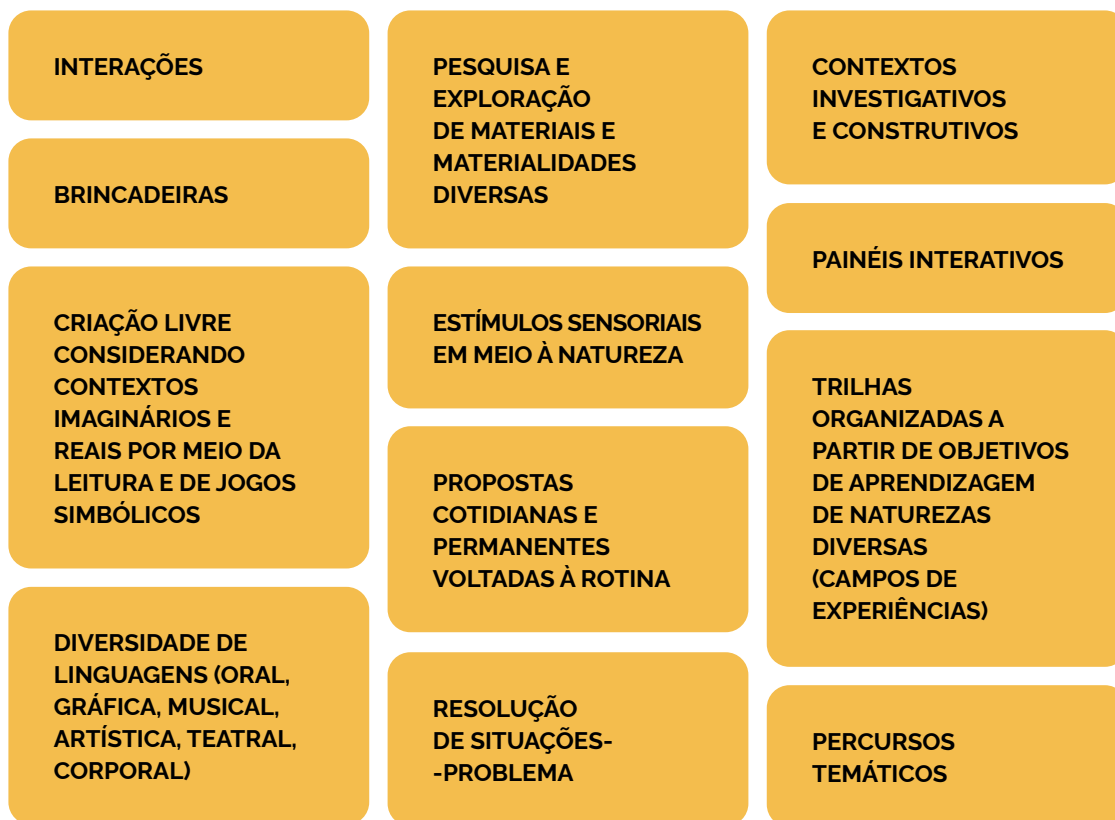 INTERAÇÕES
BRINCADEIRAS
CRIAÇÃO LIVRE
CONSIDERANDO
CONTEXTOS
IMAGINÁRIOS E
REAIS POR MEIO DA
LEITURA E DE JOGOS
SIMBÓLICOS
DIVERSIDADE DE
LINGUAGENS (ORAL,
GRÁFICA, MUSICAL,
ARTÍSTICA, TEATRAL,
CORPORAL)
PESQUISA E
EXPLORAÇÃO
DE MATERIAIS E
MATERIALIDADES
DIVERSAS
ESTÍMULOS SENSORIAIS
EM MEIO À NATUREZA
PROPOSTAS
COTIDIANAS E
PERMANENTES
VOLTADAS À ROTINA
RESOLUÇÃO
DE SITUAÇÕES-
-PROBLEMA
CONTEXTOS
INVESTIGATIVOS
E CONSTRUTIVOS
PAINÉIS INTERATIVOS
TRILHAS
ORGANIZADAS A
PARTIR DE OBJETIVOS
DE APRENDIZAGEM
DE NATUREZAS
DIVERSAS
(CAMPOS DE
EXPERIÊNCIAS)
PERCURSOS
TEMÁTICOS